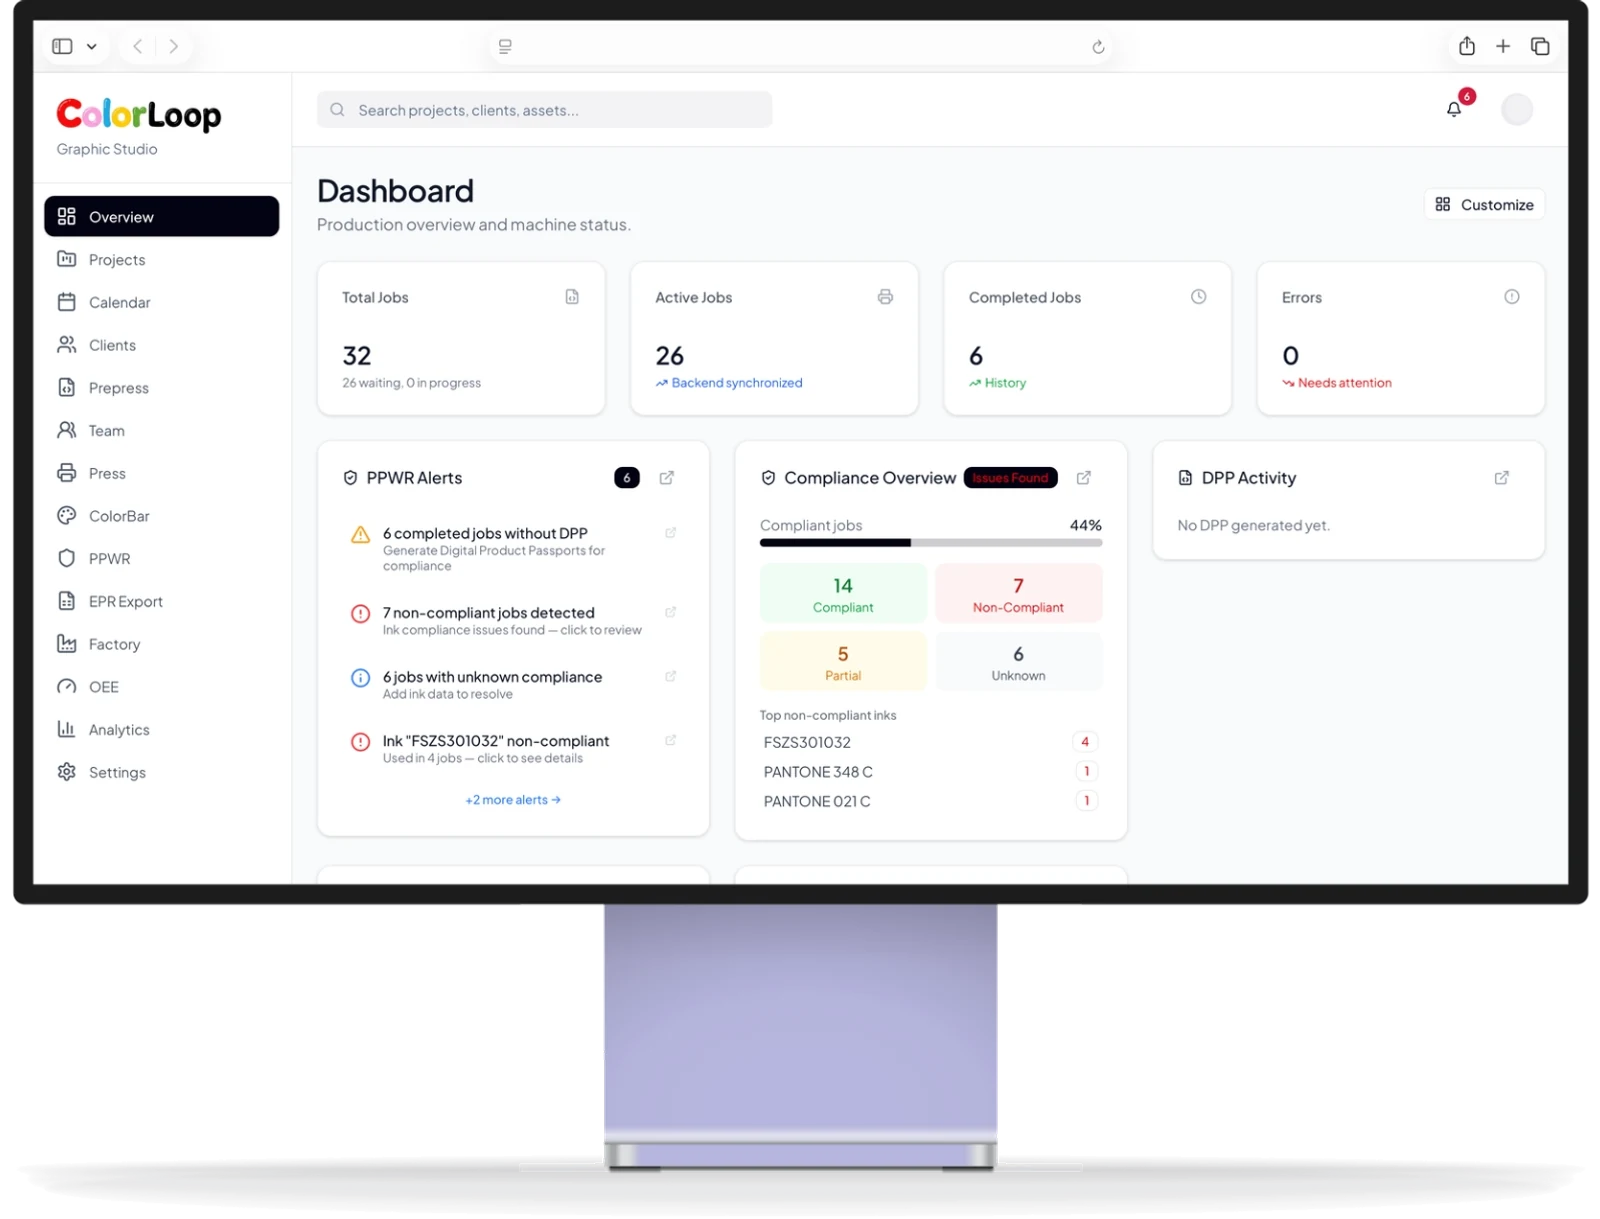 ColorLoop
Graphic Studio
Search projects, clients, assets...
6
Overview
Projects
Calendar
Clients
Prepress
Team
Press
ColorBar
PPWR
EPR Export
Factory
OEE
Analytics
Settings
Dashboard
Production overview and machine status.
Customize
Total Jobs
32
26 waiting, 0 in progress
Active Jobs
26
Backend synchronized
Completed Jobs
6
History
Errors
0
Needs attention
PPWR Alerts 6
6 completed jobs without DPP
Generate Digital Product Passports for
compliance
7 non-compliant jobs detected
Ink compliance issues found — click to review
6 jobs with unknown compliance
Add ink data to resolve
Ink "FSZS301032" non-compliant
Used in 4 jobs — click to see details
+2 more alerts →
Compliance Overview Issues Found
Compliant jobs 44%
14
Compliant
7
Non-Compliant
5
Partial
6
Unknown
Top non-compliant inks
FSZS301032 4
PANTONE 348 C 1
PANTONE 021 C 1
DPP Activity
No DPP generated yet.